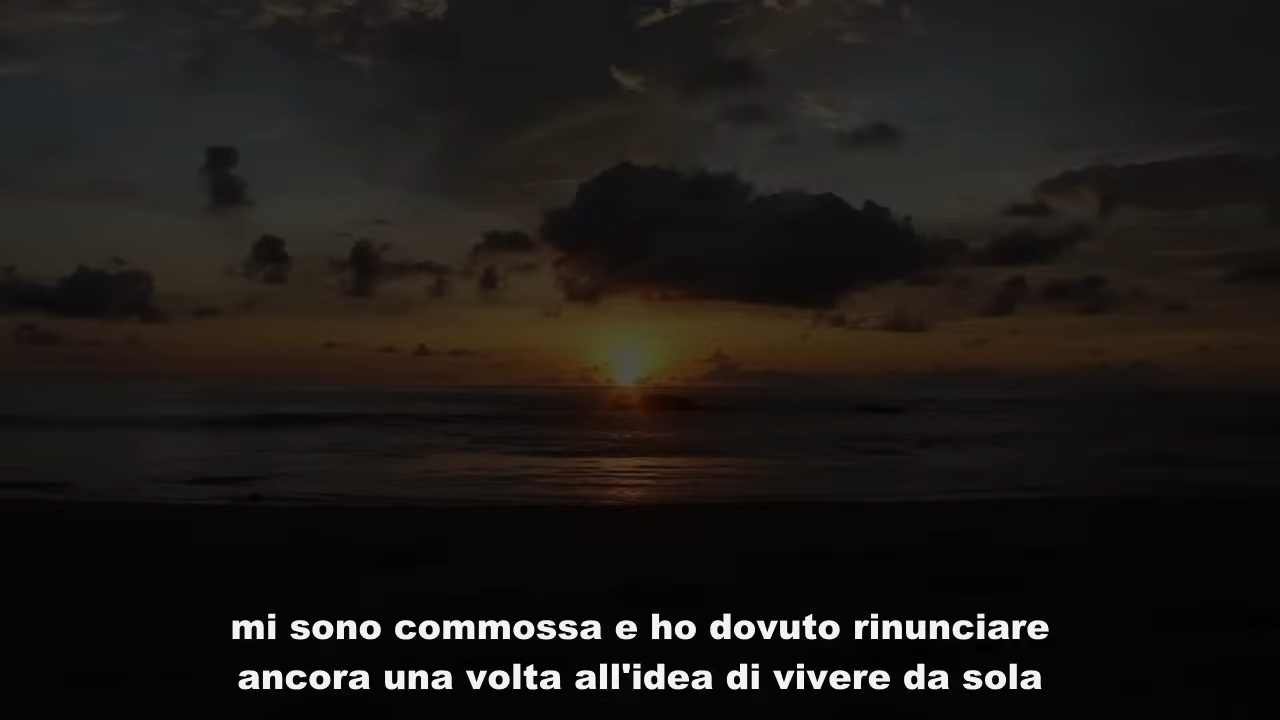 mi sono commossa e ho dovuto rinunciare
ancora una volta all'idea di vivere da sola